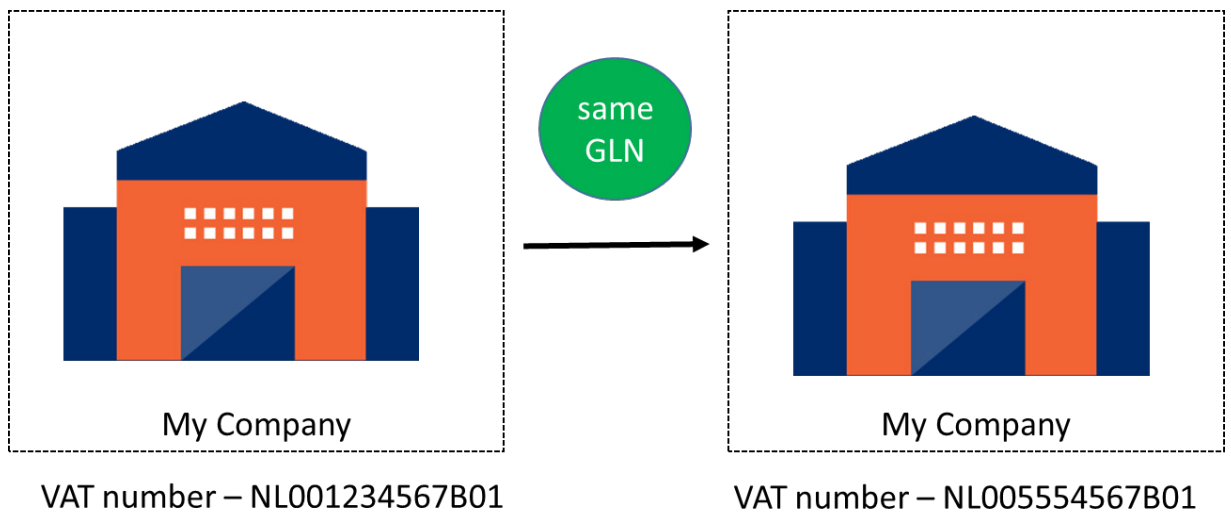 same
GLN
My Company
My Company
VAT number – NL001234567B01
VAT number – NL005554567B01